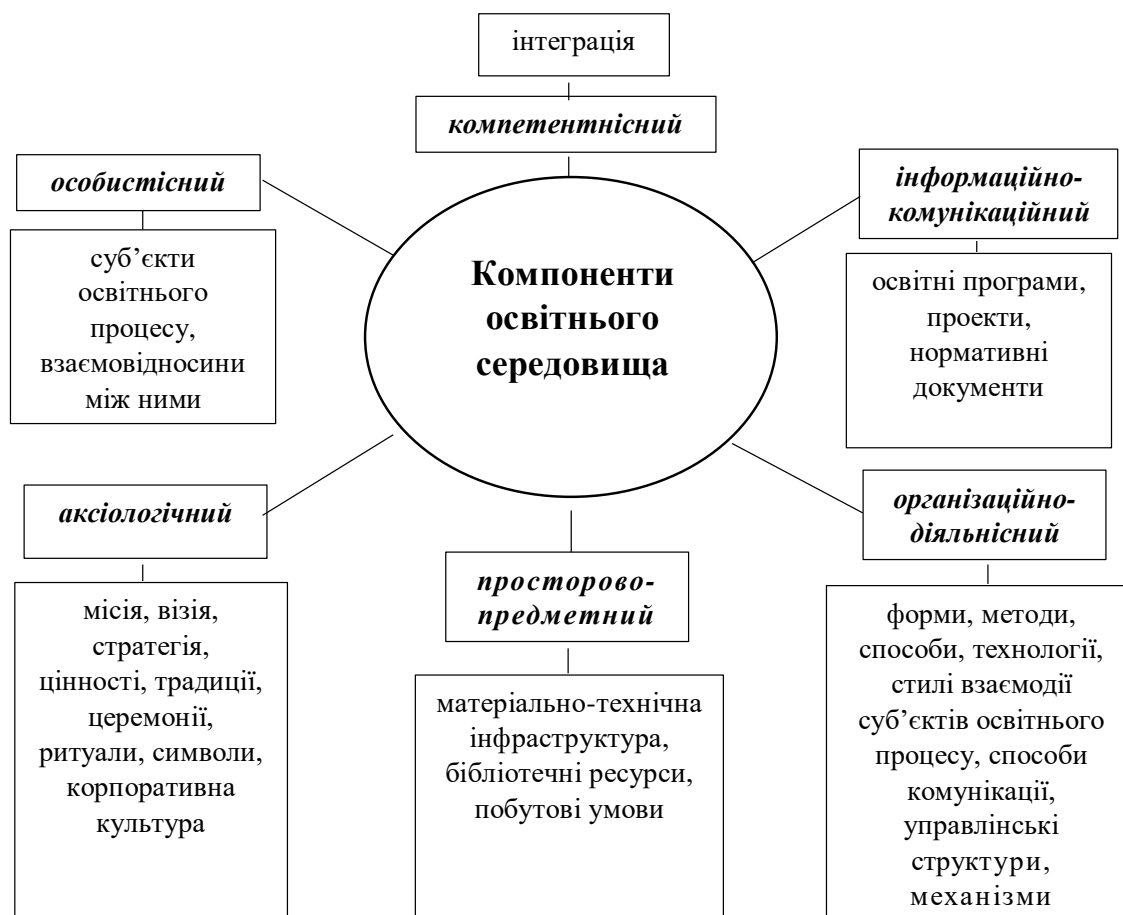 інтеграція
компетентнісний
особистісний
суб’єкти
освітнього
процесу,
взаємовідносини
між ними
інформаційно-
комунікаційний
освітні програми,
проекти,
нормативні
документи
Компоненти
освітнього
середовища
аксіологічний
місія, візія,
стратегія,
цінності, традиції,
церемонії,
ритуали, символи,
корпоративна
культура
просторово-
предметний
матеріально-технічна
інфраструктура,
бібліотечні ресурси,
побутові умови
організаційно-
діяльнісний
форми, методи,
способи, технології,
стилі взаємодії
суб’єктів освітнього
процесу, способи
комунікації,
управлінські
структури,
механізми